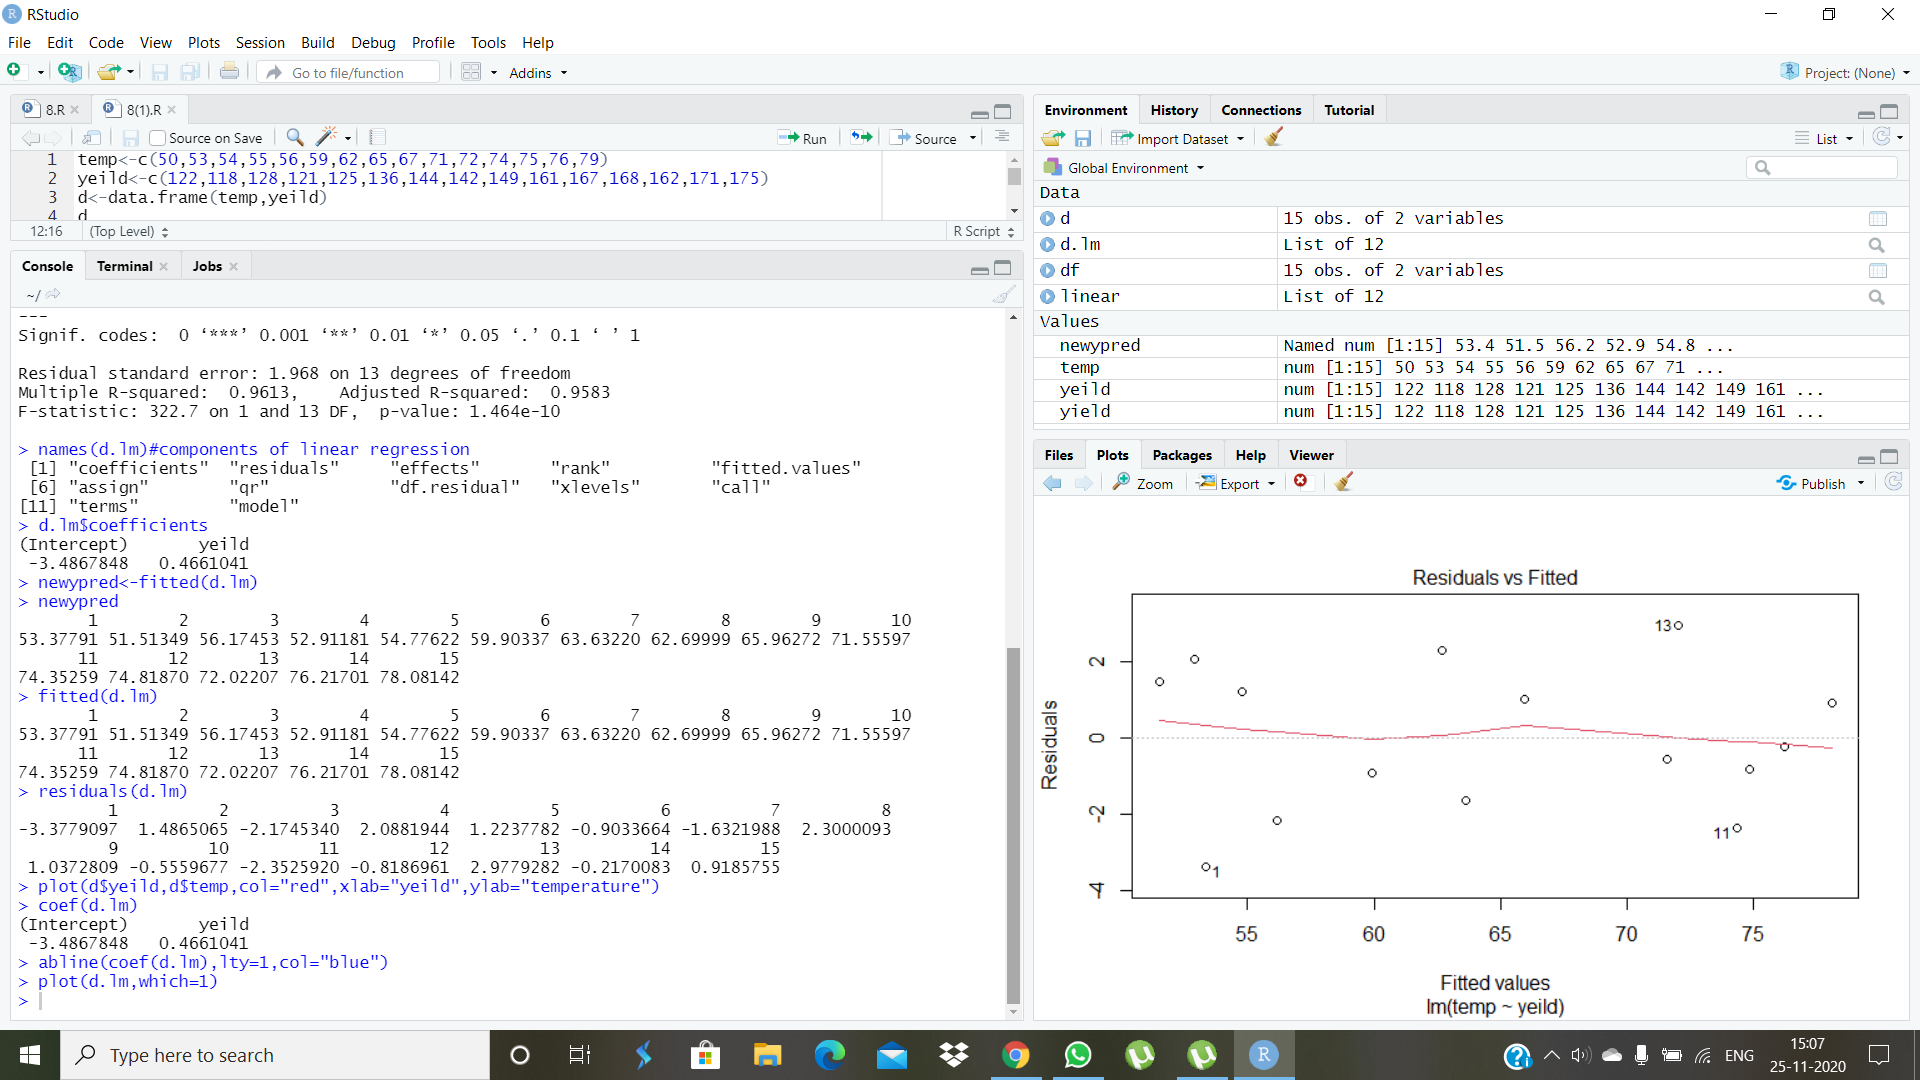 RStudio
File Edit Code View Plots Session Build Debug Profile Tools Help
Go to file/function Addins Project: (None)
8.R 8(1).R
Source on Save Run Source
1 temp<-c(50,53,54,55,56,59,62,65,67,71,72,74,75,76,79)
2 yeild<-c(122,118,128,121,125,136,144,142,149,161,167,168,162,171,175)
3 d<-data.frame(temp,yeild)
4 d
12:16 (Top Level) R Script
Console Terminal Jobs
~/
---
Signif. codes:  0 ‘***’ 0.001 ‘**’ 0.01 ‘*’ 0.05 ‘.’ 0.1 ‘ ’ 1
Residual standard error: 1.968 on 13 degrees of freedom
Multiple R-squared:  0.9613,    Adjusted R-squared:  0.9583
F-statistic: 322.7 on 1 and 13 DF,  p-value: 1.464e-10
> names(d.lm)#components of linear regression
[1] "coefficients" "residuals" "effects" "rank" "fitted.values"
[6] "assign" "qr" "df.residual" "xlevels" "call"
[11] "terms" "model"
> d.lm$coefficients
(Intercept) yeild
-3.4867848 0.4661041
> newypred<-fitted(d.lm)
> newypred
1 2 3 4 5 6 7 8 9 10
53.37791 51.51349 56.17453 52.91181 54.77622 59.90337 63.63220 62.69999 65.96272 71.55597
11 12 13 14 15
74.35259 74.81870 72.02207 76.21701 78.08142
> fitted(d.lm)
1 2 3 4 5 6 7 8 9 10
53.37791 51.51349 56.17453 52.91181 54.77622 59.90337 63.63220 62.69999 65.96272 71.55597
11 12 13 14 15
74.35259 74.81870 72.02207 76.21701 78.08142
> residuals(d.lm)
1 2 3 4 5 6 7 8
-3.3779097 1.4865065 -2.1745340 2.0881944 1.2237782 -0.9033664 -1.6321988 2.3000093
9 10 11 12 13 14 15
1.0372809 -0.5559677 -2.3525920 -0.8186961 2.9779282 -0.2170083 0.9185755
> plot(d$yeild,d$temp,col="red",xlab="yeild",ylab="temperature")
> coef(d.lm)
(Intercept) yeild
-3.4867848 0.4661041
> abline(coef(d.lm),lty=1,col="blue")
> plot(d.lm,which=1)
>
Environment History Connections Tutorial
Import Dataset List
Global Environment
Data
d 15 obs. of 2 variables
d.lm List of 12
df 15 obs. of 2 variables
linear List of 12
Values
newypred Named num [1:15] 53.4 51.5 56.2 52.9 54.8 ...
temp num [1:15] 50 53 54 55 56 59 62 65 67 71 ...
yeild num [1:15] 122 118 128 121 125 136 144 142 149 161 ...
yield num [1:15] 122 118 128 121 125 136 144 142 149 161 ...
Files Plots Packages Help Viewer
Zoom Export Publish
Residuals vs Fitted
13
2
0
-2
-4
Residuals
11
1
55 60 65 70 75
Fitted values
lm(temp ~ yeild)
Type here to search
ENG
15:07
25-11-2020